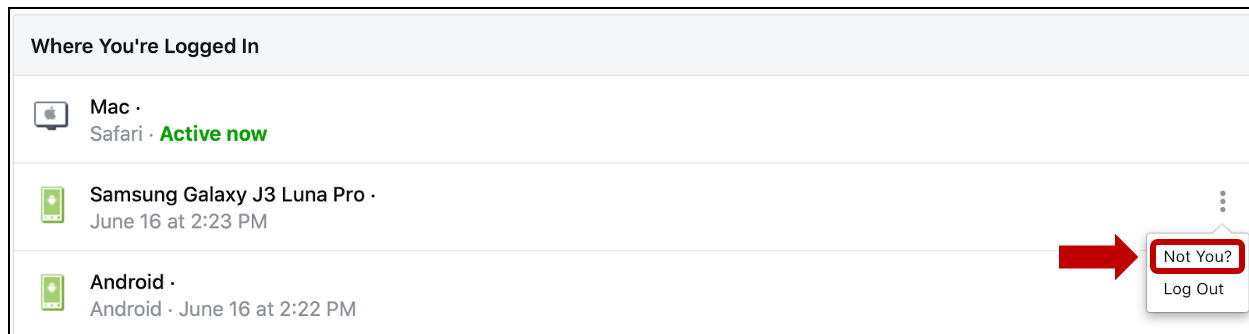 Where You're Logged In
Mac ·
Safari · Active now
Samsung Galaxy J3 Luna Pro ·
June 16 at 2:23 PM
Not You?
Log Out
Android ·
Android · June 16 at 2:22 PM